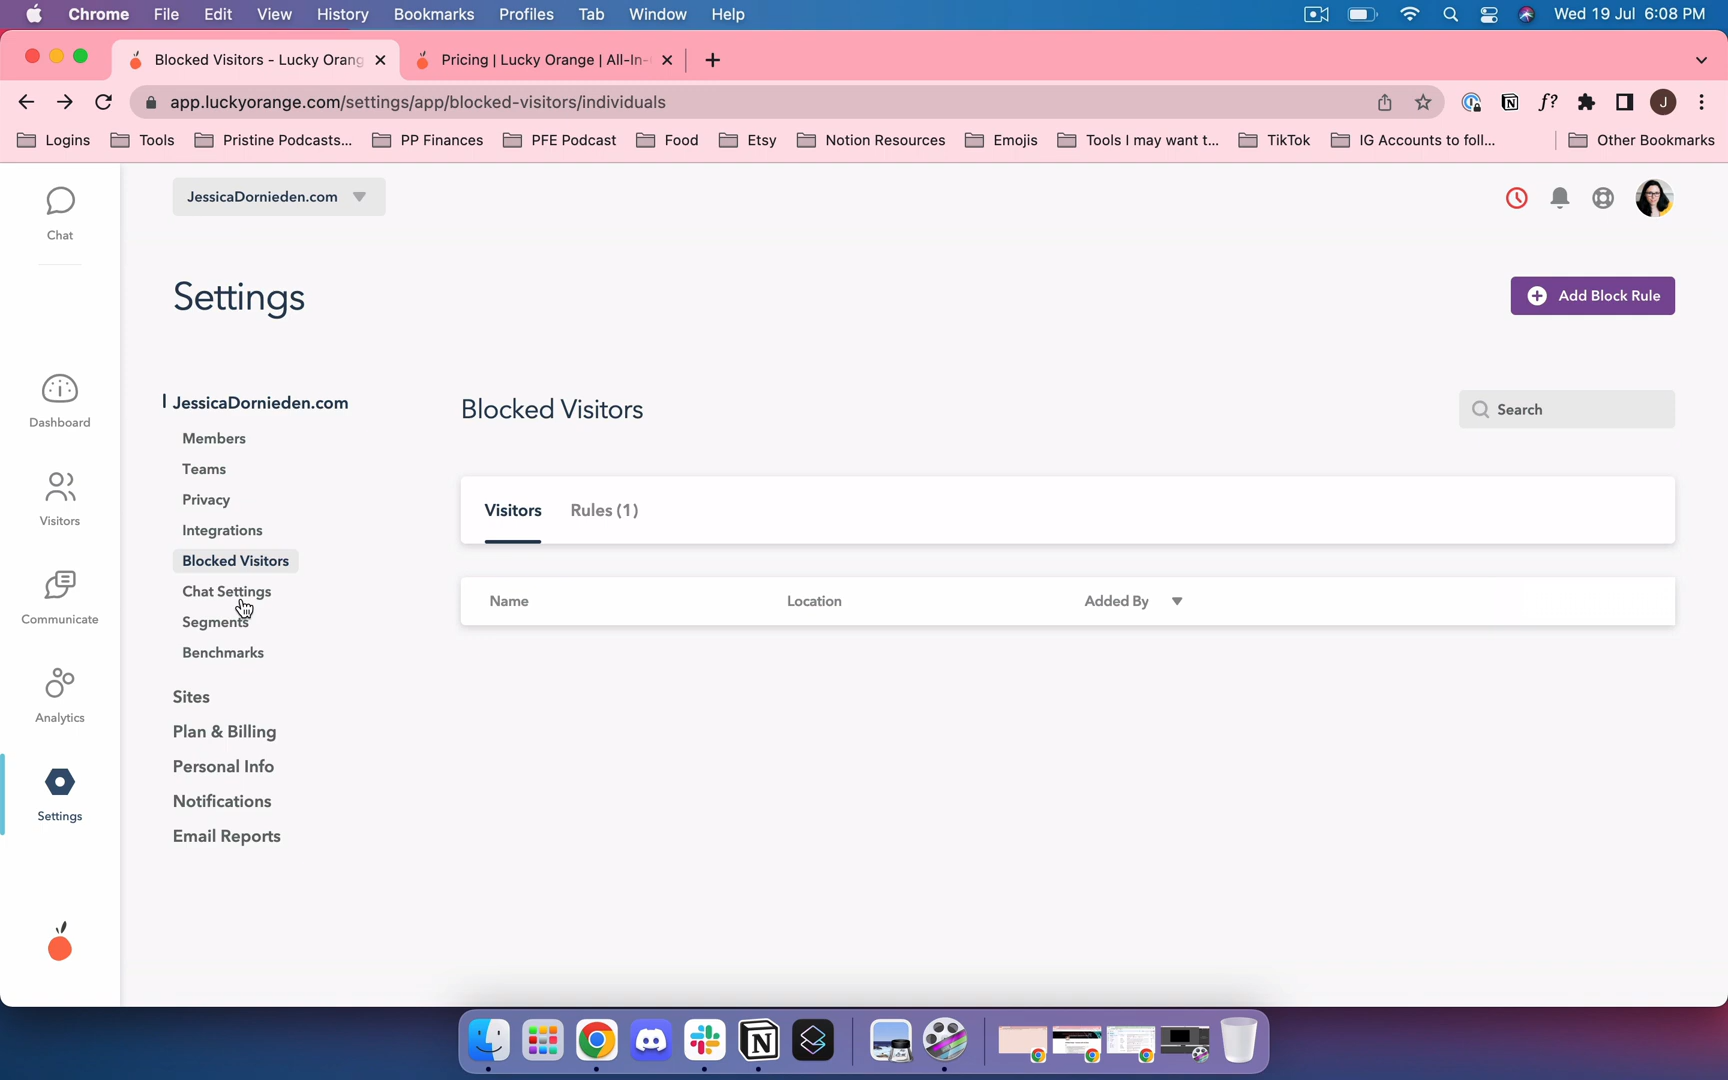 Chrome File Edit View History Bookmarks Profiles Tab Window Help Wed 19 Jul 6:08 PM
Blocked Visitors - Lucky Orang Pricing | Lucky Orange | All-In-
app.luckyorange.com/settings/app/blocked-visitors/individuals f? J
Logins Tools Pristine Podcasts... PP Finances PFE Podcast Food Etsy Notion Resources Emojis Tools I may want t... TikTok IG Accounts to foll... Other Bookmarks
Chat
JessicaDornieden.com
Settings
Add Block Rule
Dashboard
Visitors
Communicate
Analytics
Settings
JessicaDornieden.com
Members
Teams
Privacy
Integrations
Blocked Visitors
Chat Settings
Segments
Benchmarks
Sites
Plan & Billing
Personal Info
Notifications
Email Reports
Blocked Visitors
Search
Visitors Rules (1)
Name Location Added By